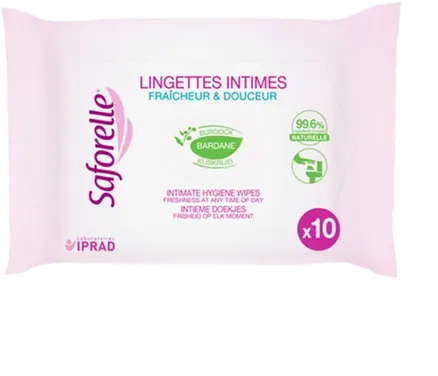 Saforelle®
LINGETTES INTIMES
FRAÎCHEUR & DOUCEUR
BURDOCK
BARDANE
KLISKRUID
99.6%
NATURELLE
INTIMATE HYGIENE WIPES
FRESHNESS AT ANY TIME OF DAY
INTIEME DOEKJES
FRISHEID OP ELK MOMENT
x10
laboratoires
IPRAD